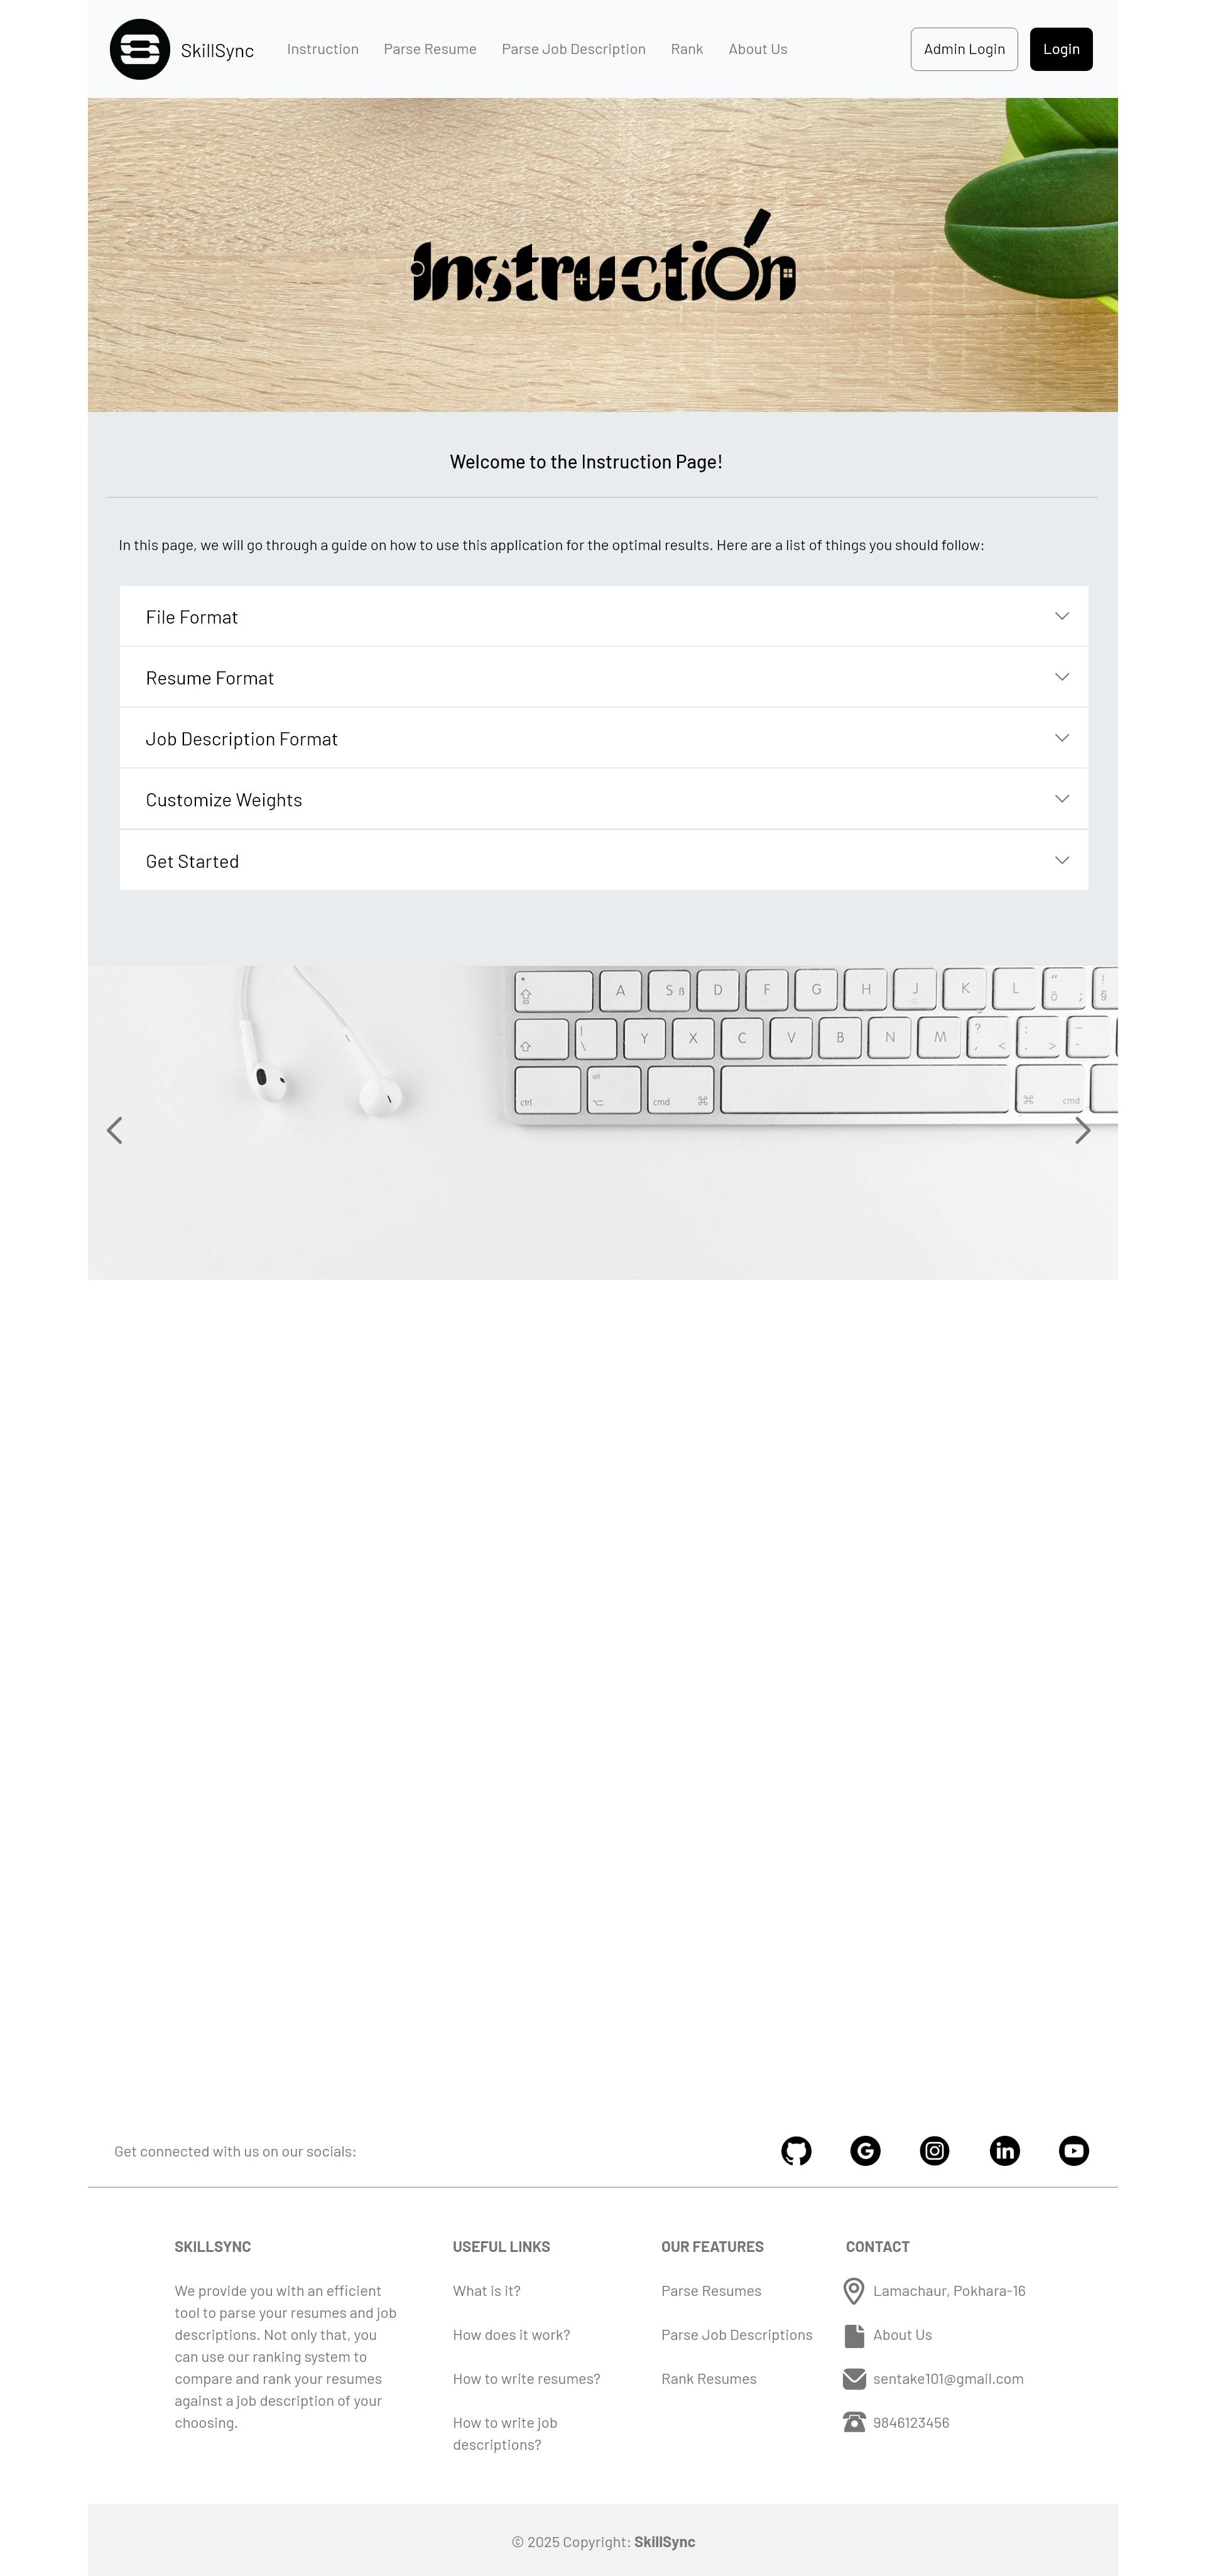 SkillSync
Instruction
Parse Resume
Parse Job Description
Rank
About Us
Admin Login
Login
Instruction
Welcome to the Instruction Page!
In this page, we will go through a guide on how to use this application for the optimal results. Here are a list of things you should follow:
File Format
Resume Format
Job Description Format
Customize Weights
Get Started
A S ß D F G H J K L Ö ; ! §
| \ Y X C V B N M ? < : . > _ -
ctrl alt cmd ⌘ ⌘ cmd
Get connected with us on our socials:
SKILLSYNC
We provide you with an efficient
tool to parse your resumes and job
descriptions. Not only that, you
can use our ranking system to
compare and rank your resumes
against a job description of your
choosing.
USEFUL LINKS
What is it?
How does it work?
How to write resumes?
How to write job
descriptions?
OUR FEATURES
Parse Resumes
Parse Job Descriptions
Rank Resumes
CONTACT
Lamachaur, Pokhara-16
About Us
sentake101@gmail.com
9846123456
© 2025 Copyright: SkillSync